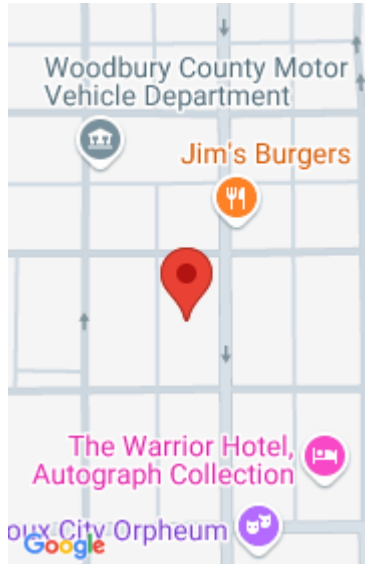 Woodbury County Motor
Vehicle Department
Jim's Burgers
The Warrior Hotel,
Autograph Collection
oux City Orpheum
Google